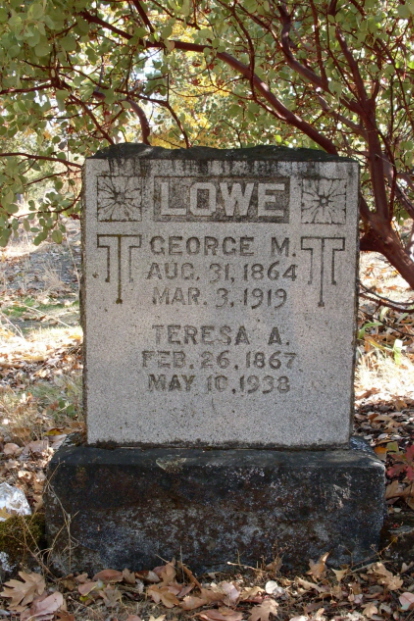 LOWE
GEORGE M.
AUG. 31, 1864
MAR. 3, 1919
TERESA A.
FEB. 26, 1867
MAY 10, 1938